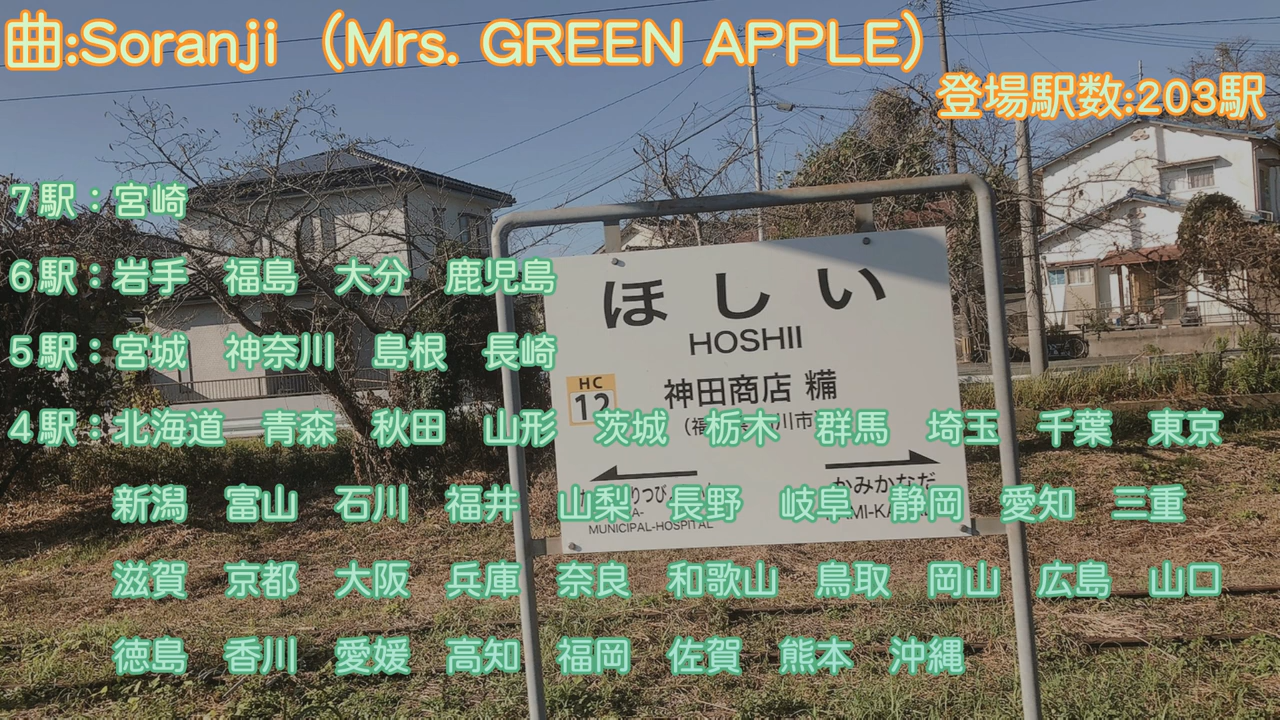 曲:Soranji（Mrs. GREEN APPLE）
登場駅数:203駅
7駅：宮崎
6駅：岩手 福島 大分 鹿児島
5駅：宮城 神奈川 島根 長崎
4駅：北海道 青森 秋田 山形 茨城 栃木 群馬 埼玉 千葉 東京
新潟 富山 石川 福井 山梨 長野 岐阜 静岡 愛知 三重
滋賀 京都 大阪 兵庫 奈良 和歌山 鳥取 岡山 広島 山口
徳島 香川 愛媛 高知 福岡 佐賀 熊本 沖縄
ほしい
HOSHII
HC
12
神田商店 糒
かみかなだ
MUNICIPAL-HOSPITAL